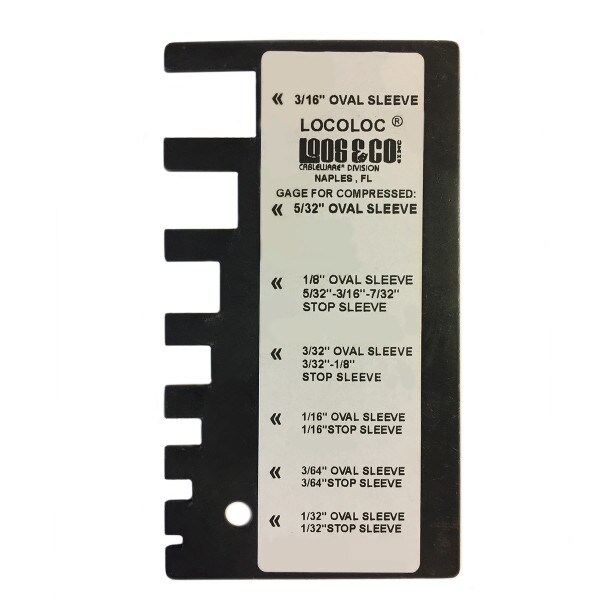 « 3/16" OVAL SLEEVE
LOCOLOC ®
LOOS & CO INC
CABLEWARE® DIVISION
NAPLES , FL
GAGE FOR COMPRESSED:
« 5/32" OVAL SLEEVE
« 1/8" OVAL SLEEVE
5/32"-3/16"-7/32"
STOP SLEEVE
« 3/32" OVAL SLEEVE
3/32"-1/8"
STOP SLEEVE
« 1/16" OVAL SLEEVE
1/16"STOP SLEEVE
« 3/64" OVAL SLEEVE
3/64"STOP SLEEVE
« 1/32" OVAL SLEEVE
1/32"STOP SLEEVE